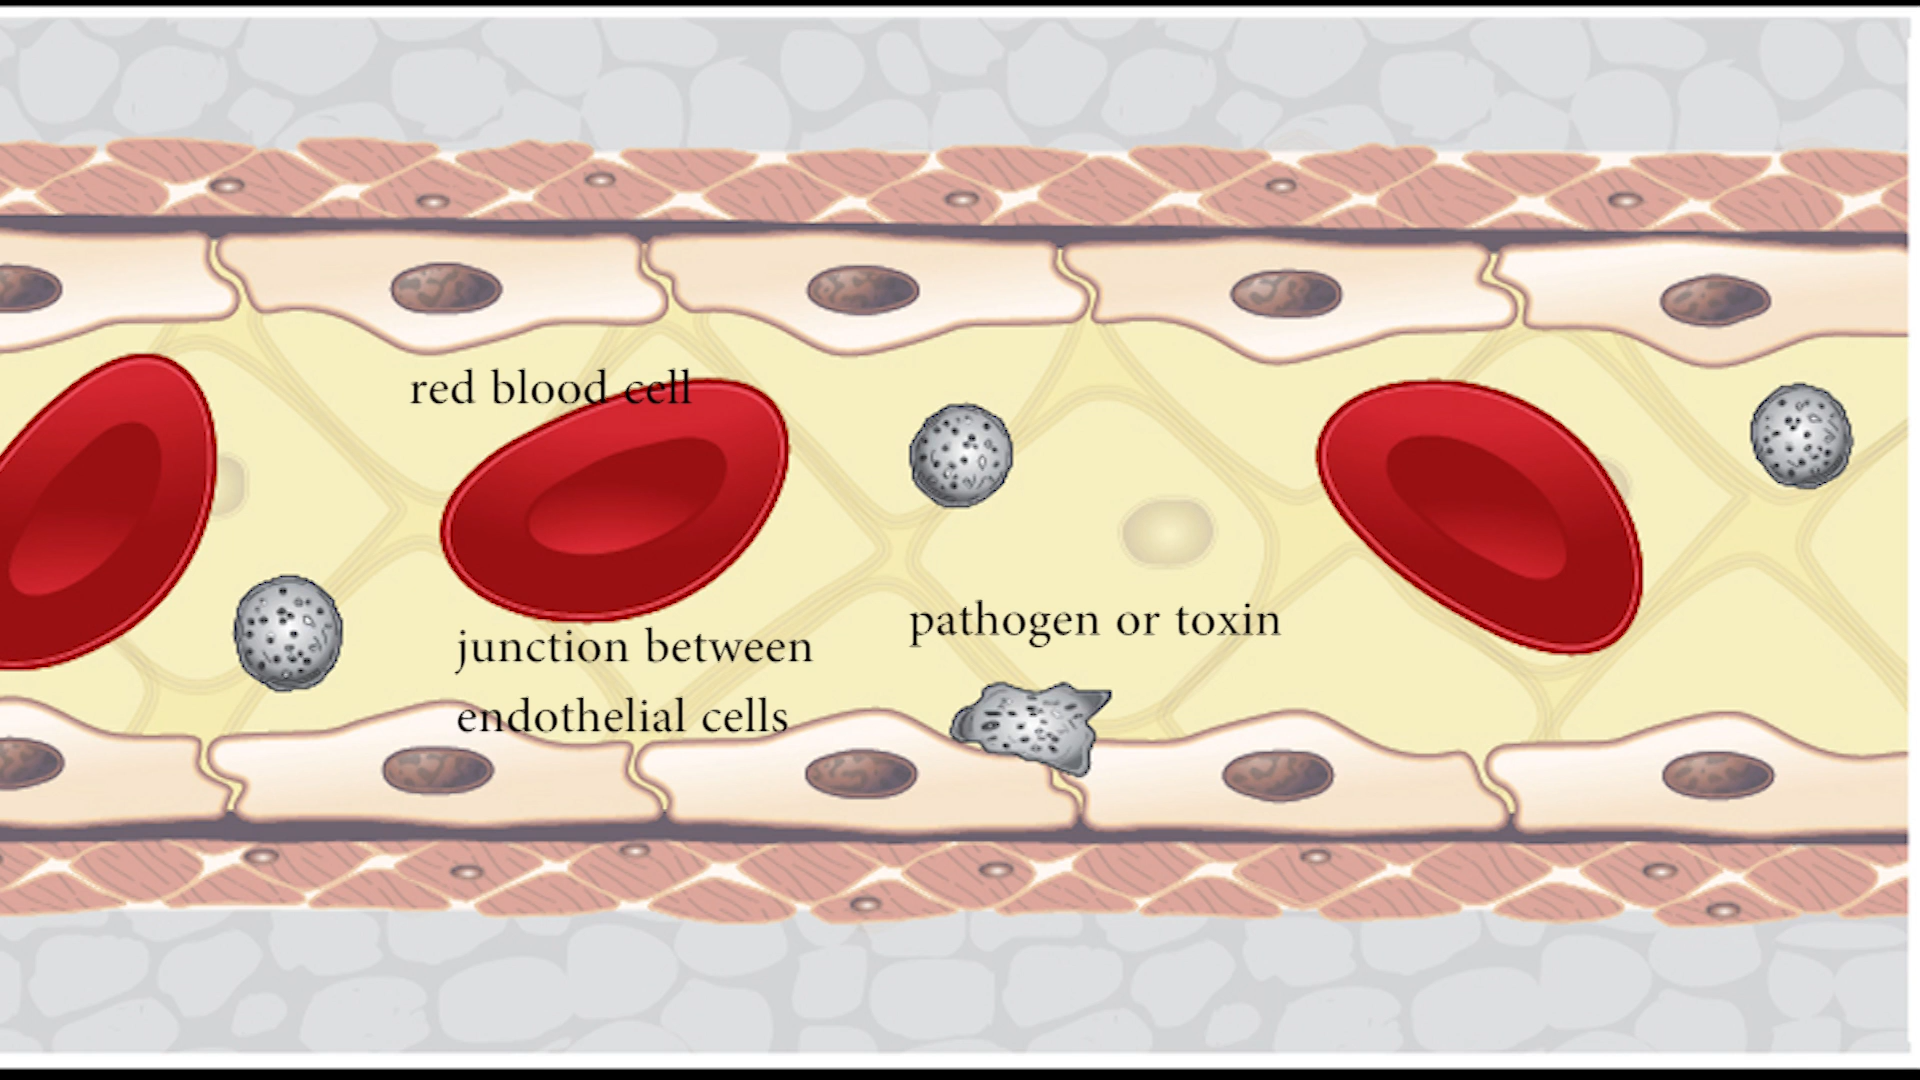 red blood cell
junction between
endothelial cells
pathogen or toxin